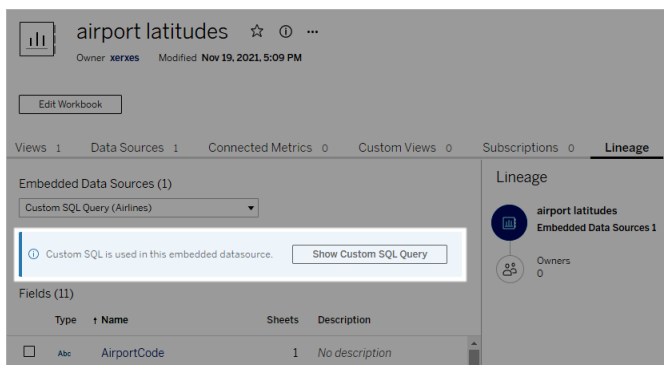 airport latitudes
Owner xerxes Modified Nov 19, 2021, 5:09 PM
Edit Workbook
Views 1 Data Sources 1 Connected Metrics 0 Custom Views 0 Subscriptions 0 Lineage
Embedded Data Sources (1)
Custom SQL Query (Airlines)
Custom SQL is used in this embedded datasource. Show Custom SQL Query
Fields (11)
Type ↑ Name Sheets Description
Abc AirportCode 1 No description
Lineage
airport latitudes
Embedded Data Sources 1
Owners
0